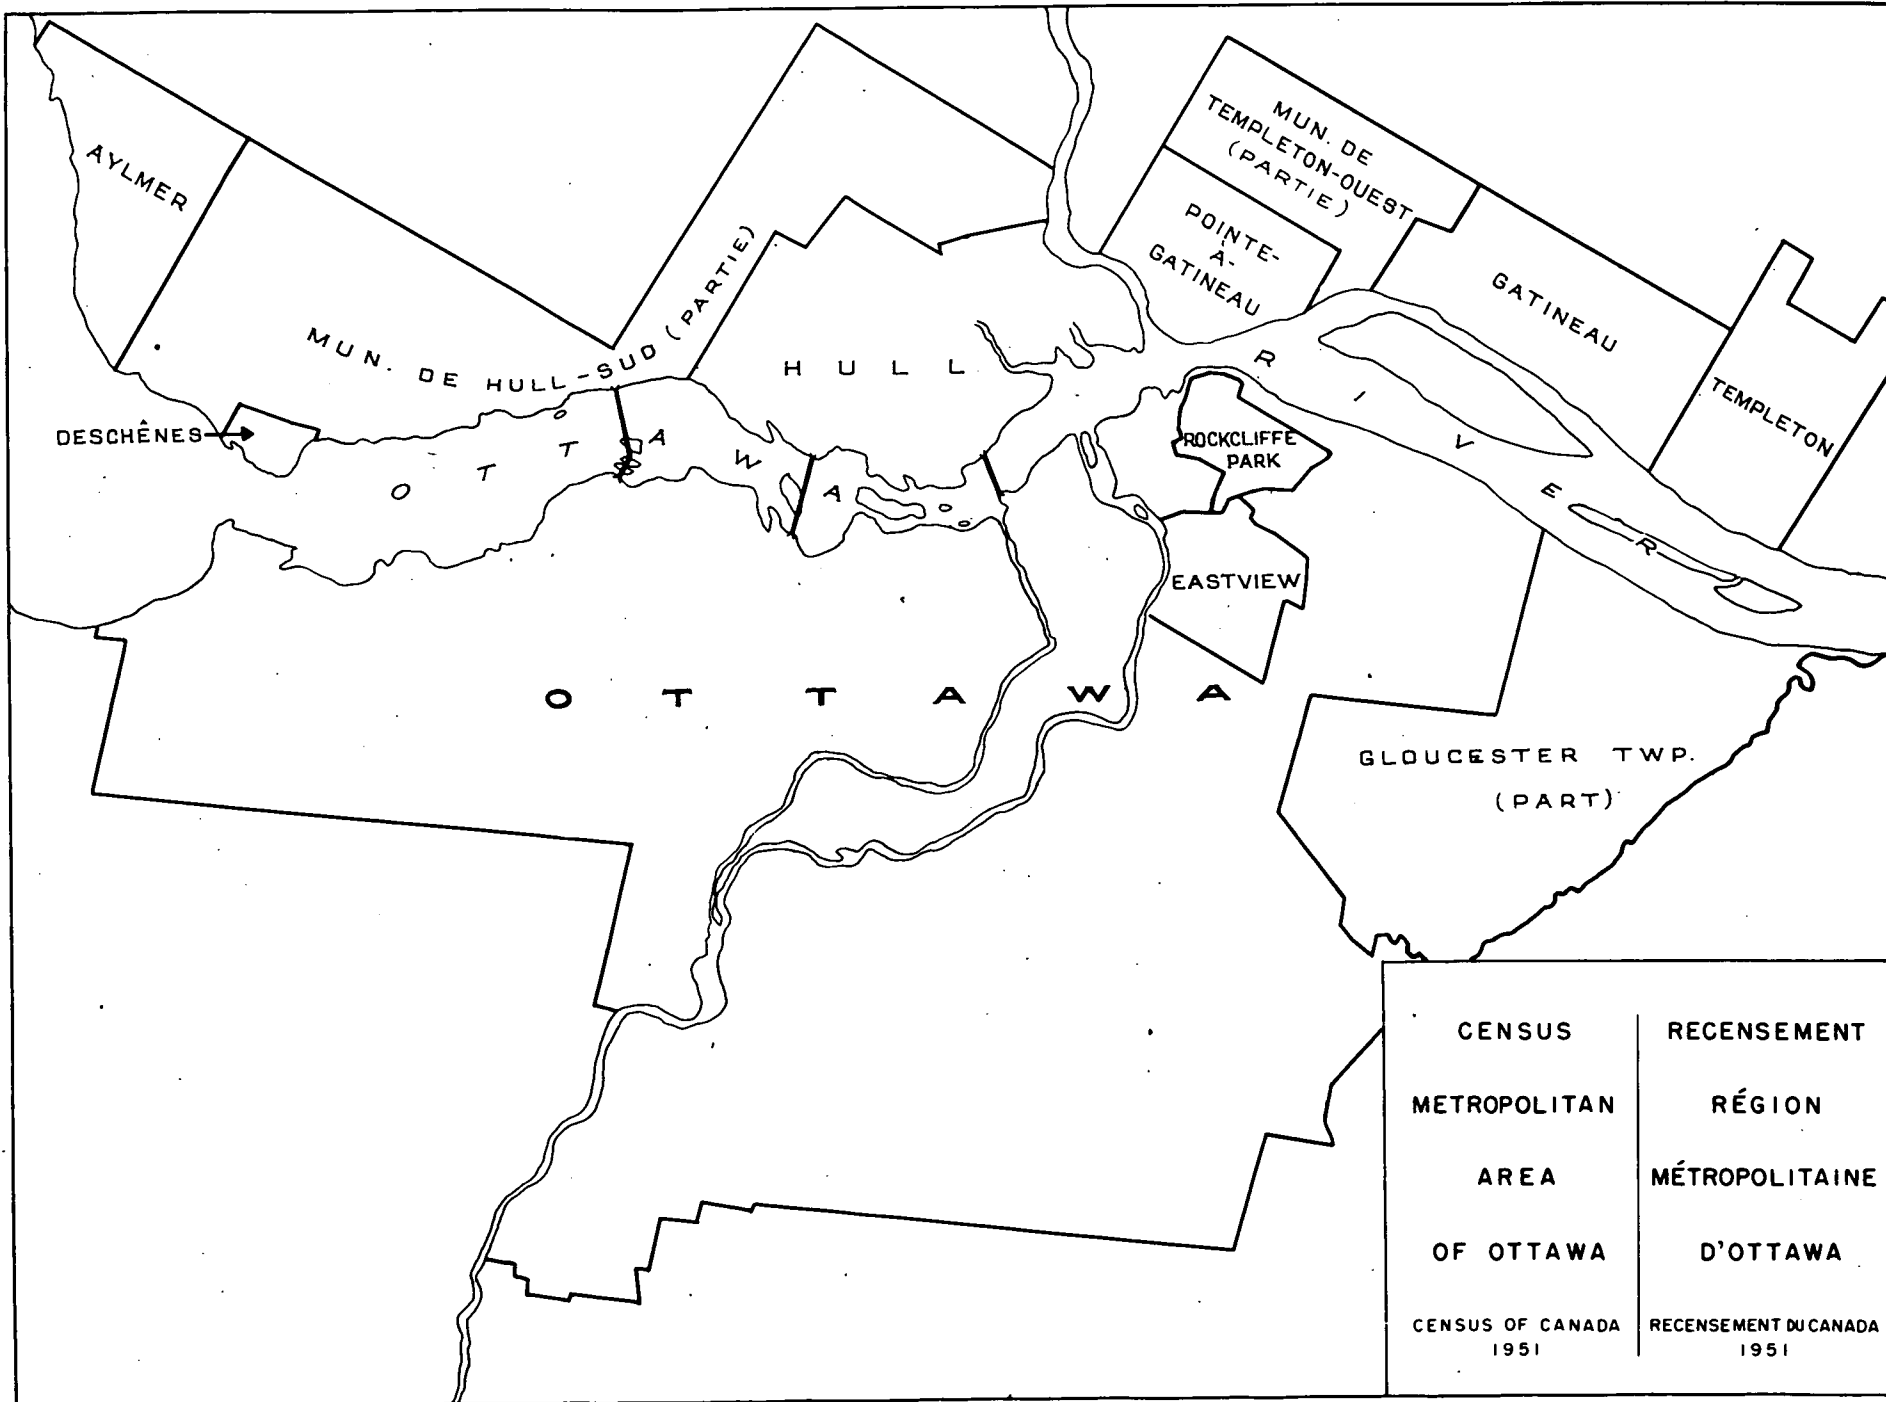 AYLMER
MUN. DE HULL-SUD (PARTIE)
DESCHÊNES
HULL
MUN. DE
TEMPLETON-OUEST
(PARTIE)
POINTE-
À-
GATINEAU
GATINEAU
TEMPLETON
OTTAWA RIVER
ROCKCLIFFE
PARK
EASTVIEW
OTTAWA
GLOUCESTER TWP.
(PART)
CENSUS
METROPOLITAN
AREA
OF OTTAWA
CENSUS OF CANADA
1951
RECENSEMENT
RÉGION
MÉTROPOLITAINE
D'OTTAWA
RECENSEMENT DU CANADA
1951